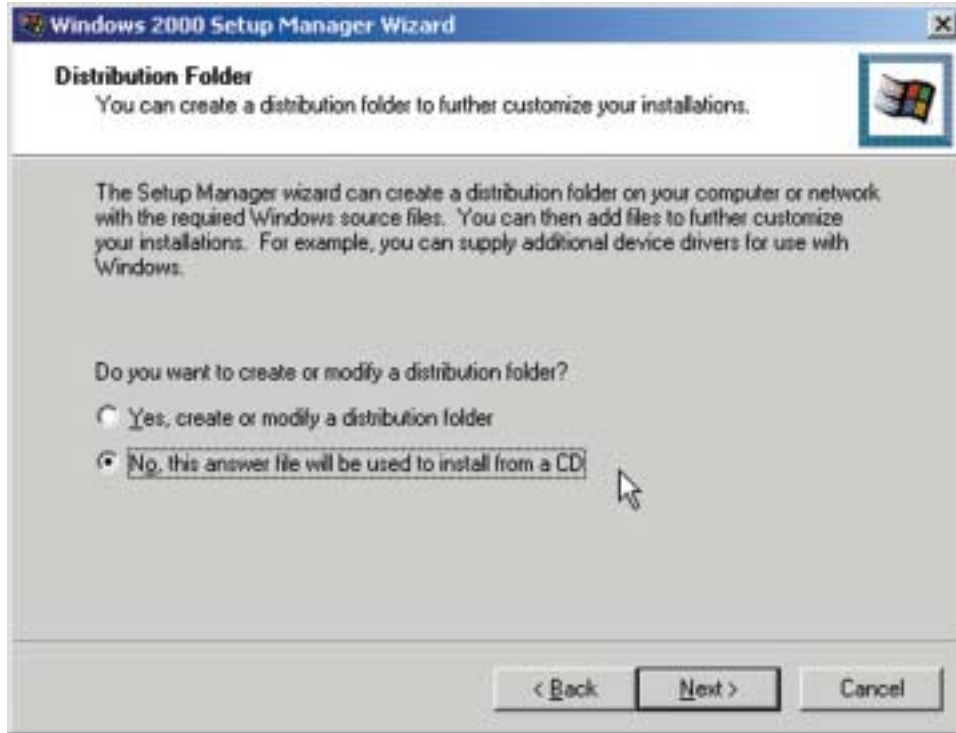 Windows 2000 Setup Manager Wizard
Distribution Folder
You can create a distribution folder to further customize your installations.
The Setup Manager wizard can create a distribution folder on your computer or network
with the required Windows source files. You can then add files to further customize
your installations. For example, you can supply additional device drivers for use with
Windows.
Do you want to create or modify a distribution folder?
Yes, create or modify a distribution folder
No, this answer file will be used to install from a CD
< Back
Next >
Cancel